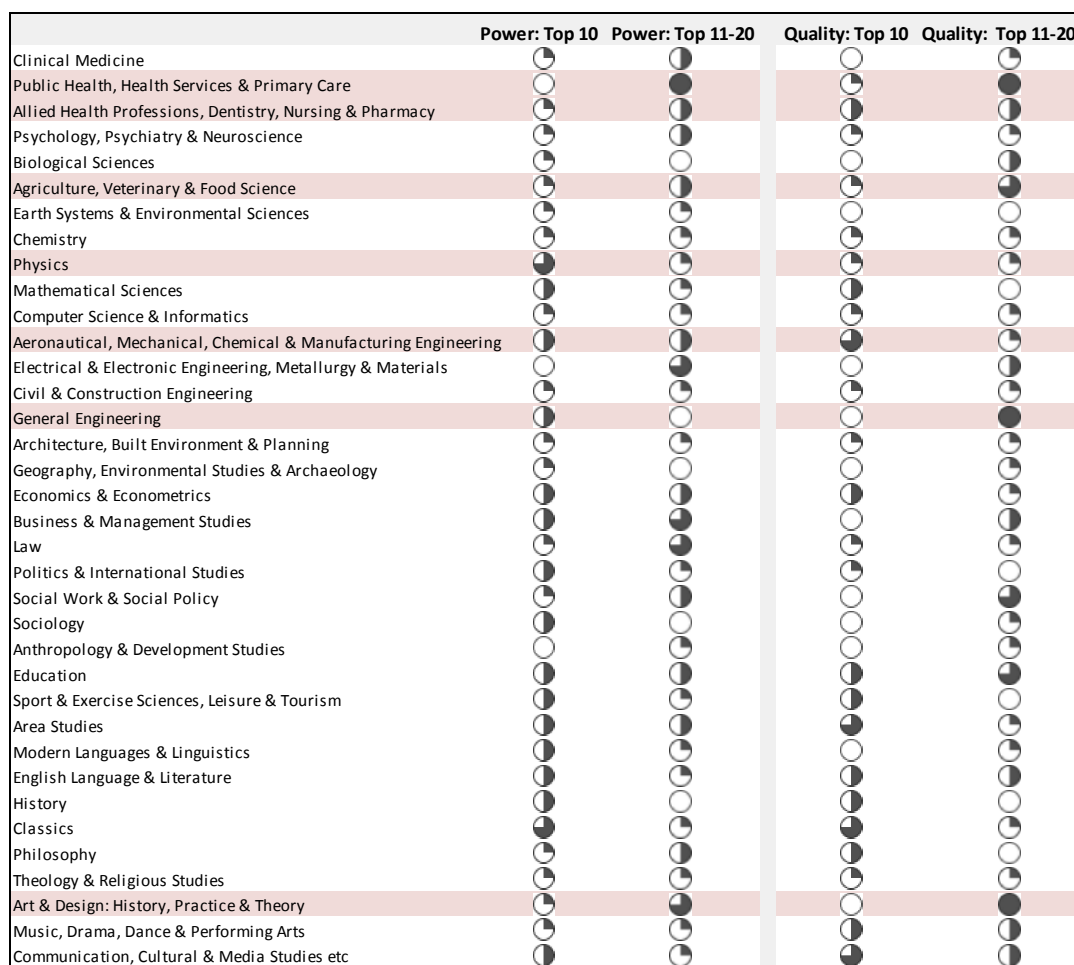 Power: Top 10 Power: Top 11-20 Quality: Top 10 Quality: Top 11-20
Clinical Medicine
Public Health, Health Services & Primary Care
Allied Health Professions, Dentistry, Nursing & Pharmacy
Psychology, Psychiatry & Neuroscience
Biological Sciences
Agriculture, Veterinary & Food Science
Earth Systems & Environmental Sciences
Chemistry
Physics
Mathematical Sciences
Computer Science & Informatics
Aeronautical, Mechanical, Chemical & Manufacturing Engineering
Electrical & Electronic Engineering, Metallurgy & Materials
Civil & Construction Engineering
General Engineering
Architecture, Built Environment & Planning
Geography, Environmental Studies & Archaeology
Economics & Econometrics
Business & Management Studies
Law
Politics & International Studies
Social Work & Social Policy
Sociology
Anthropology & Development Studies
Education
Sport & Exercise Sciences, Leisure & Tourism
Area Studies
Modern Languages & Linguistics
English Language & Literature
History
Classics
Philosophy
Theology & Religious Studies
Art & Design: History, Practice & Theory
Music, Drama, Dance & Performing Arts
Communication, Cultural & Media Studies etc